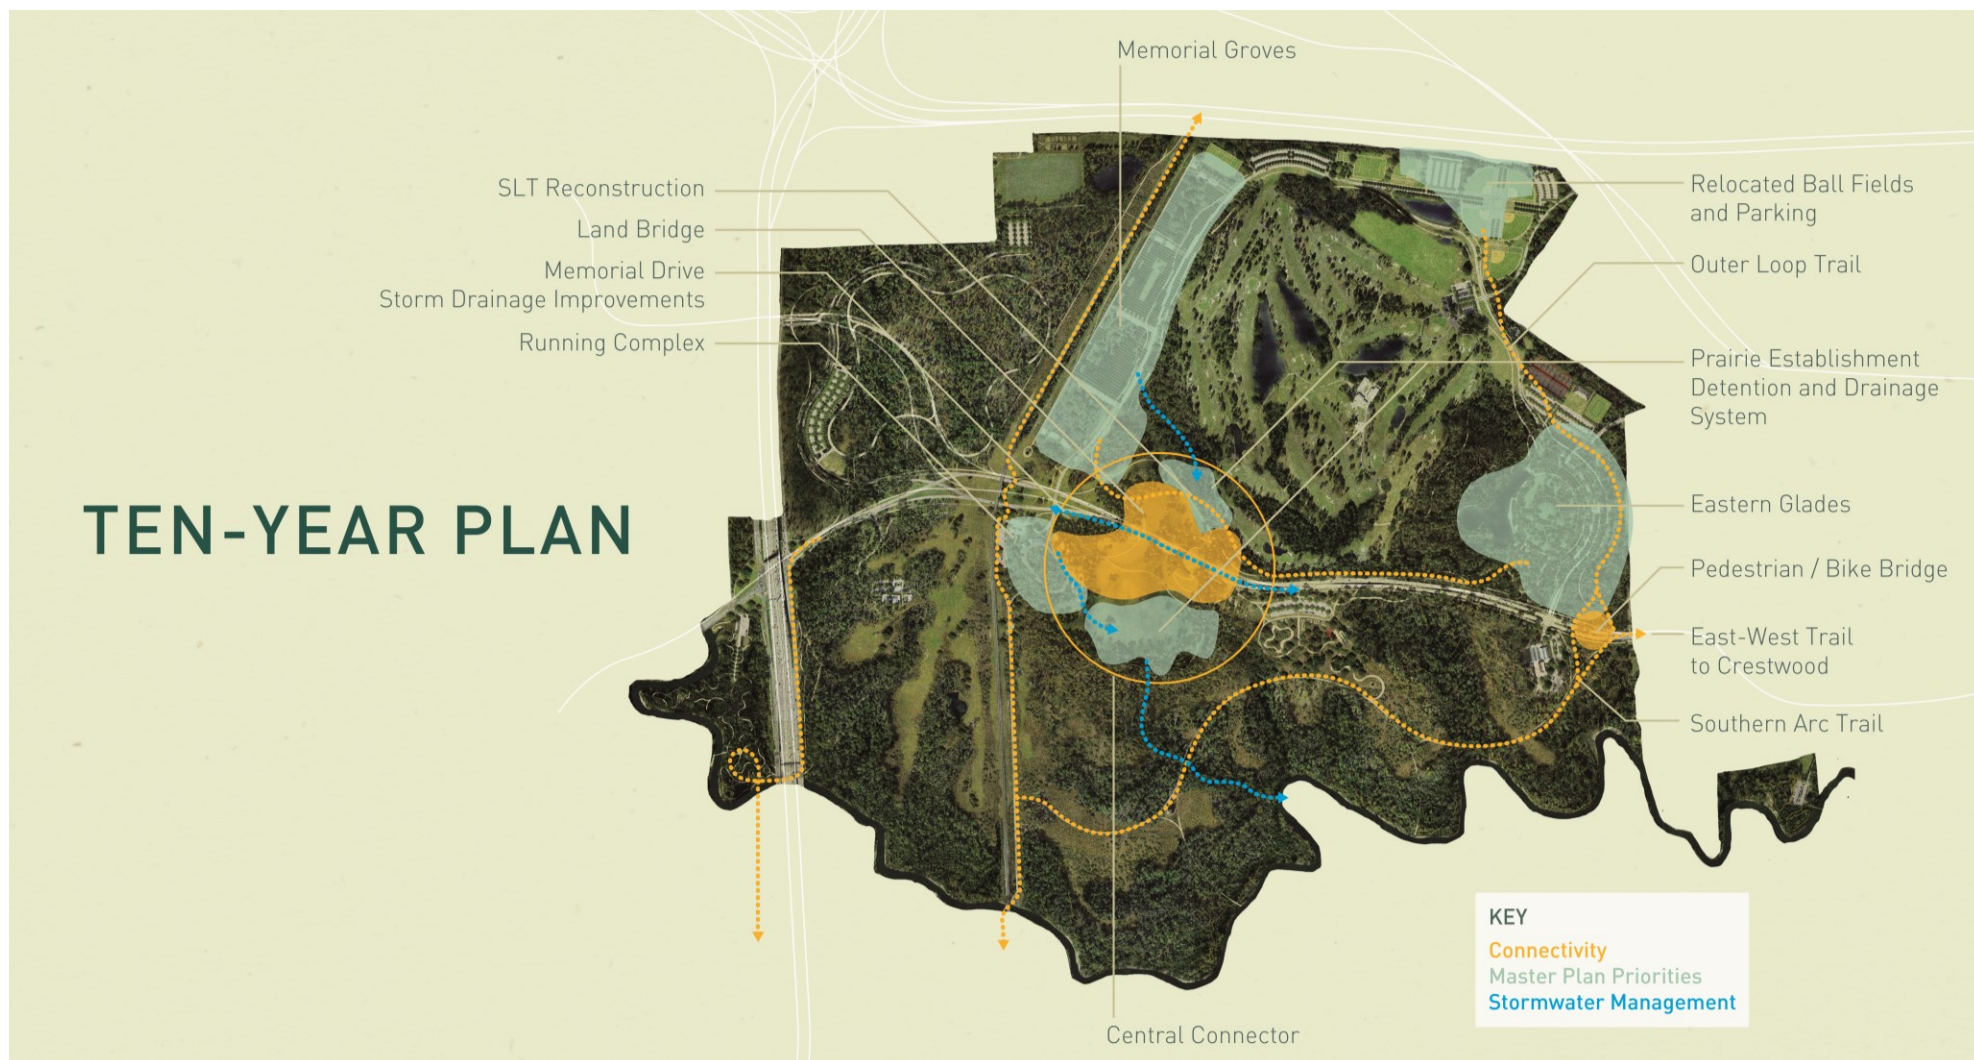 Memorial Groves
SLT Reconstruction
Land Bridge
Memorial Drive
Storm Drainage Improvements
Running Complex
TEN-YEAR PLAN
Relocated Ball Fields
and Parking
Outer Loop Trail
Prairie Establishment
Detention and Drainage
System
Eastern Glades
Pedestrian / Bike Bridge
East-West Trail
to Crestwood
Southern Arc Trail
KEY
Connectivity
Master Plan Priorities
Stormwater Management
Central Connector